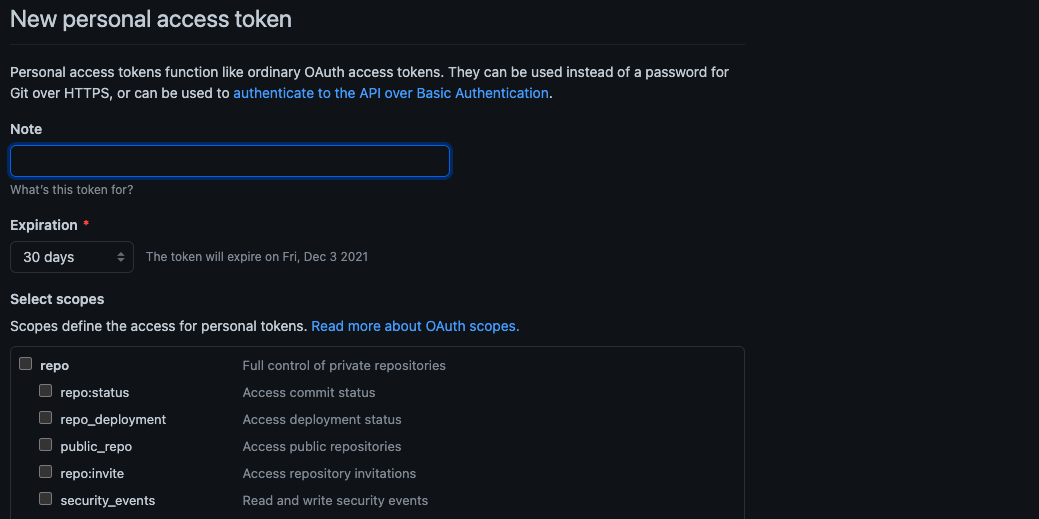 New personal access token
Personal access tokens function like ordinary OAuth access tokens. They can be used instead of a password for
Git over HTTPS, or can be used to authenticate to the API over Basic Authentication.
Note
What's this token for?
Expiration *
30 days The token will expire on Fri, Dec 3 2021
Select scopes
Scopes define the access for personal tokens. Read more about OAuth scopes.
repo Full control of private repositories
repo:status Access commit status
repo_deployment Access deployment status
public_repo Access public repositories
repo:invite Access repository invitations
security_events Read and write security events